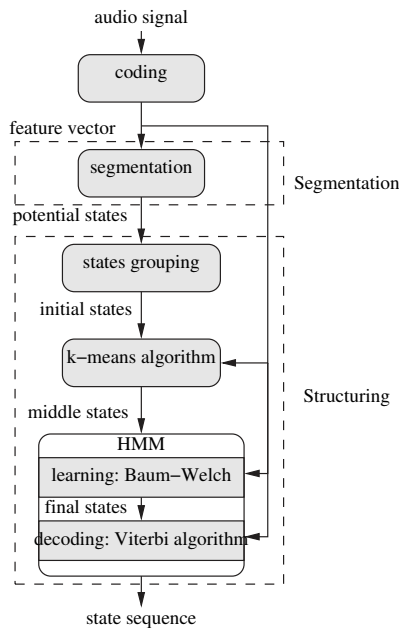 audio signal
coding
feature vector
segmentation
Segmentation
potential states
states grouping
initial states
k−means algorithm
Structuring
middle states
HMM
learning: Baum−Welch
final states
decoding: Viterbi algorithm
state sequence